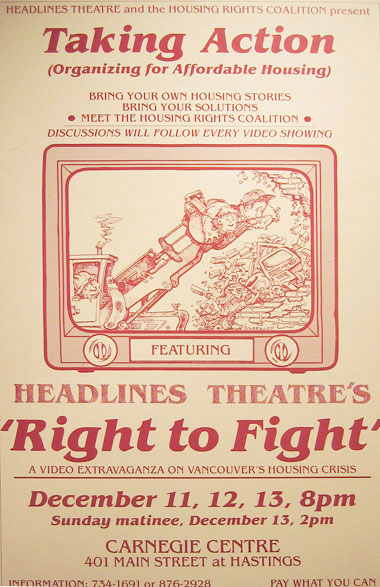 HEADLINES THEATRE and the HOUSING RIGHTS COALITION present
Taking Action
(Organizing for Affordable Housing)
BRING YOUR OWN HOUSING STORIES
BRING YOUR SOLUTIONS
• MEET THE HOUSING RIGHTS COALITION •
DISCUSSIONS WILL FOLLOW EVERY VIDEO SHOWING
FEATURING
HEADLINES THEATRE'S
'Right to Fight'
A VIDEO EXTRAVAGANZA ON VANCOUVER'S HOUSING CRISIS
December 11, 12, 13, 8pm
Sunday matinee, December 13, 2pm
CARNEGIE CENTRE
401 MAIN STREET at HASTINGS
INFORMATION: 734-1691 or 876-2928 PAY WHAT YOU CAN